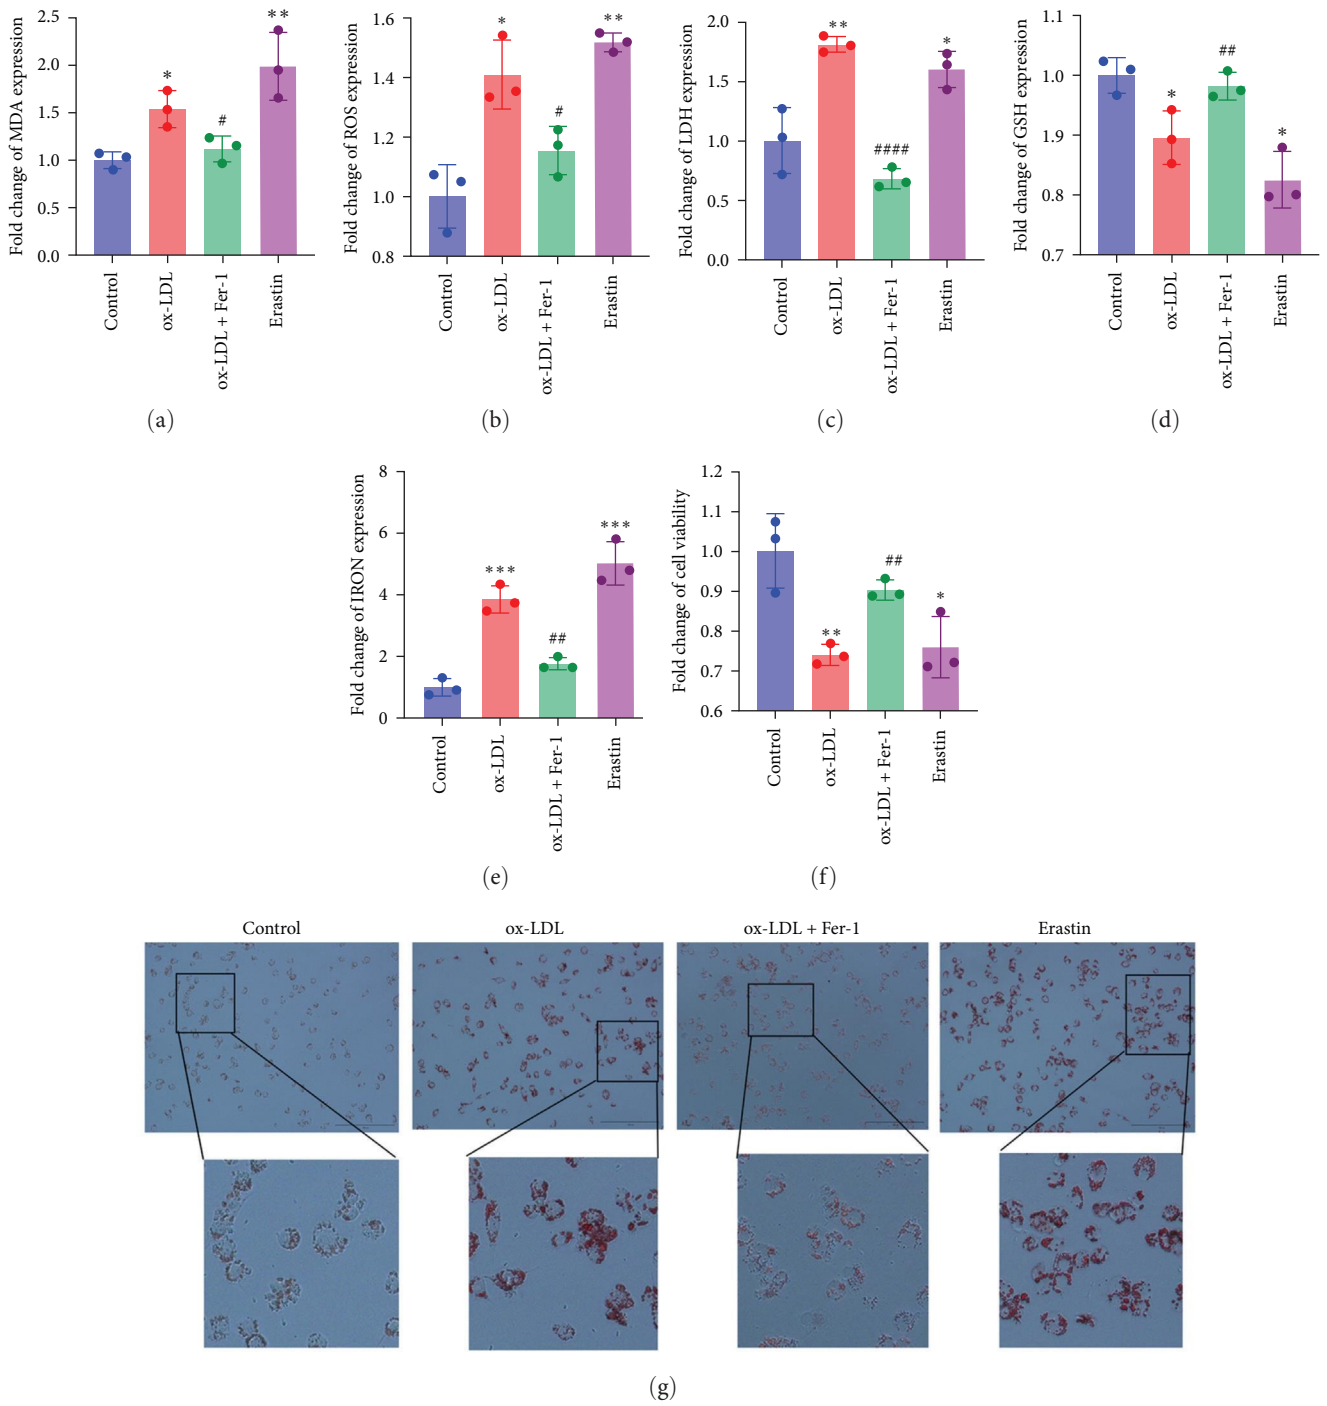 Fold change of MDA expression
2.5
2.0
1.5
1.0
0.5
0.0
*
#
**
Control
ox-LDL
ox-LDL + Fer-1
Erastin
(a)
Fold change of ROS expression
1.6
1.4
1.2
1.0
0.8
*
#
**
Control
ox-LDL
ox-LDL + Fer-1
Erastin
(b)
Fold change of LDH expression
2.0
1.5
1.0
0.5
0.0
**
####
*
Control
ox-LDL
ox-LDL + Fer-1
Erastin
(c)
Fold change of GSH expression
1.1
1.0
1.9
0.8
0.7
*
##
*
Control
ox-LDL
ox-LDL + Fer-1
Erastin
(d)
Fold change of IRON expression
8
6
4
2
0
***
##
***
Control
ox-LDL
ox-LDL + Fer-1
Erastin
(e)
Fold change of cell viability
1.2
1.1
1.0
0.9
0.8
0.7
0.6
**
##
*
Control
ox-LDL
ox-LDL + Fer-1
Erastin
(f)
Control
ox-LDL
ox-LDL + Fer-1
Erastin
(g)